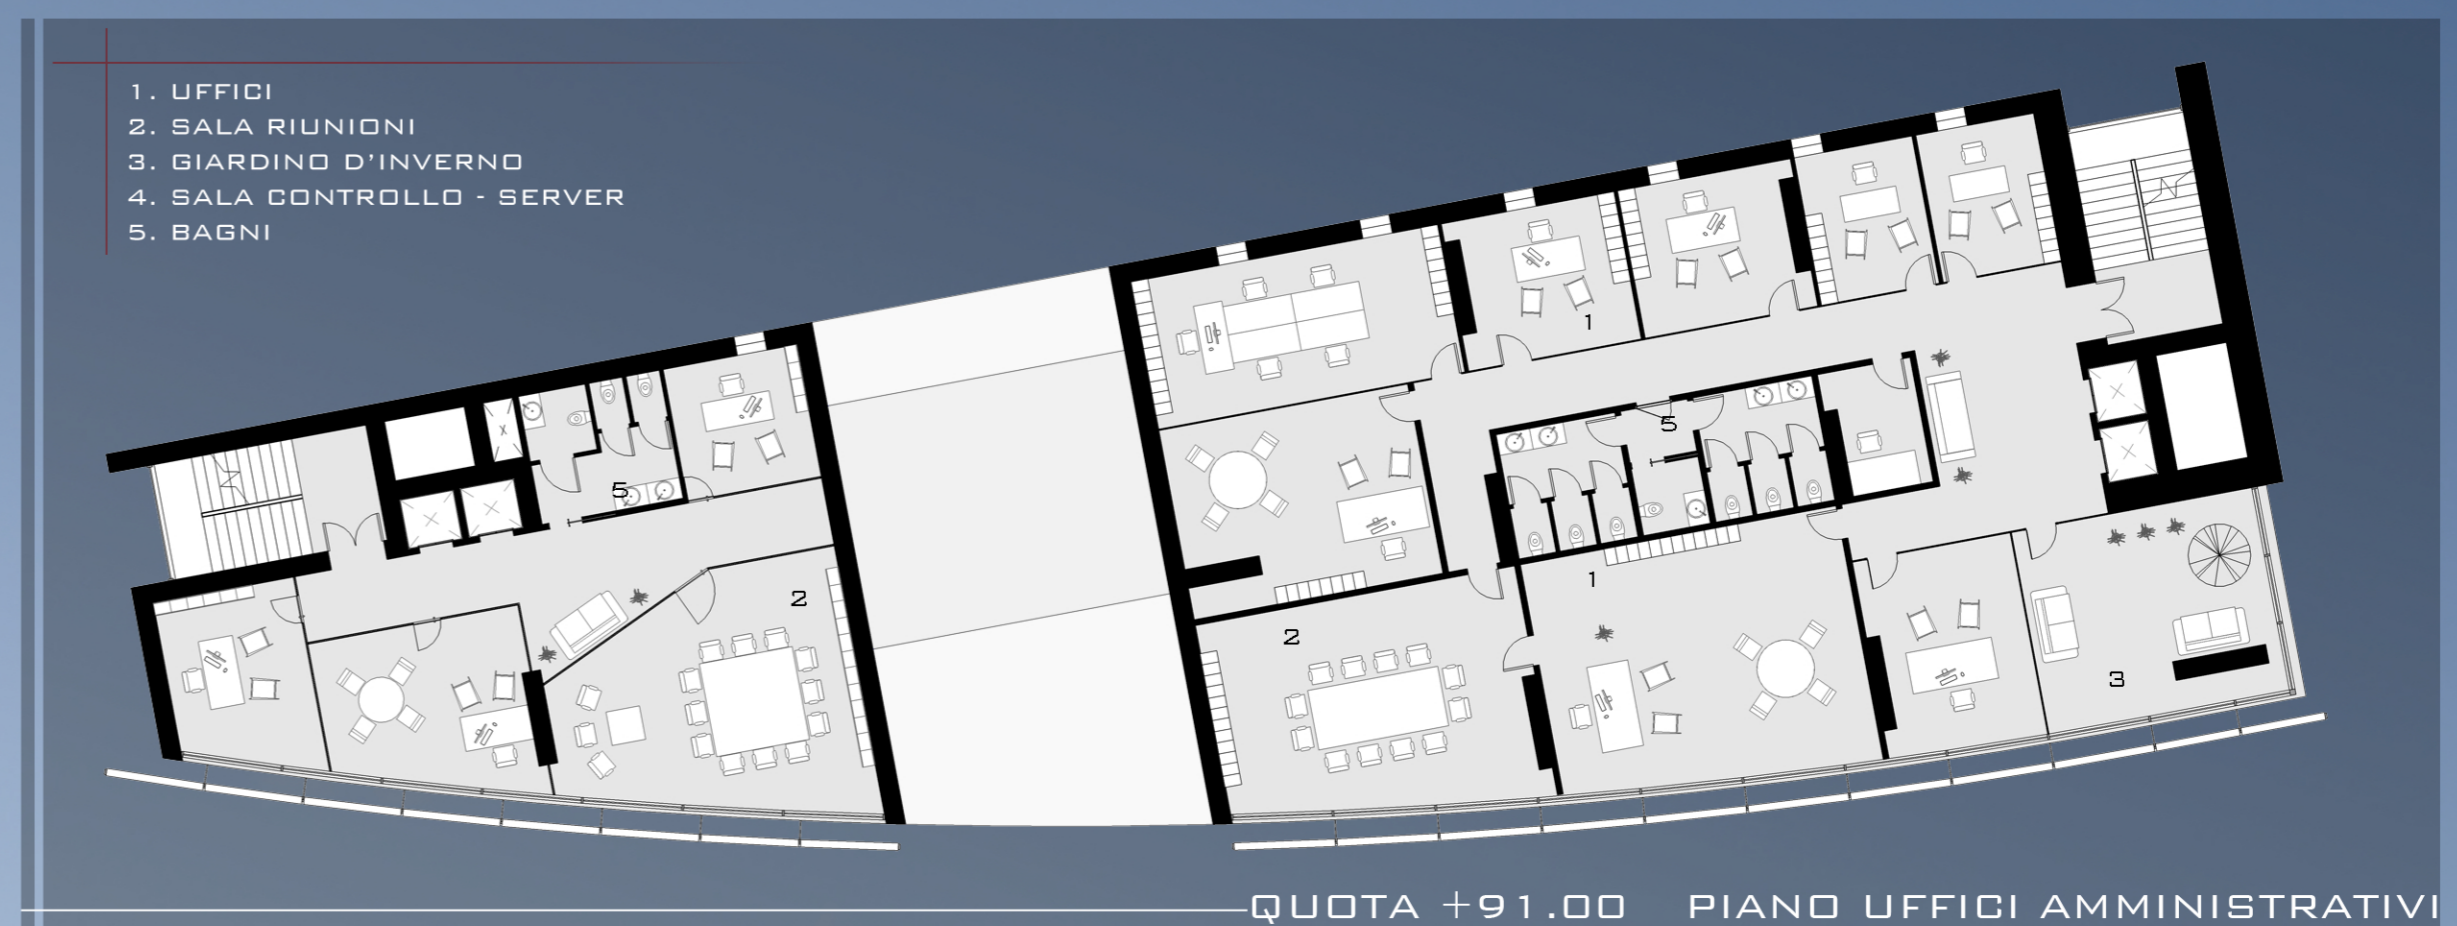 1. UFFICI
2. SALA RIUNIONI
3. GIARDINO D'INVERNO
4. SALA CONTROLLO - SERVER
5. BAGNI
1
5
5
1
2
2
3
QUOTA +91.00 PIANO UFFICI AMMINISTRATIVI